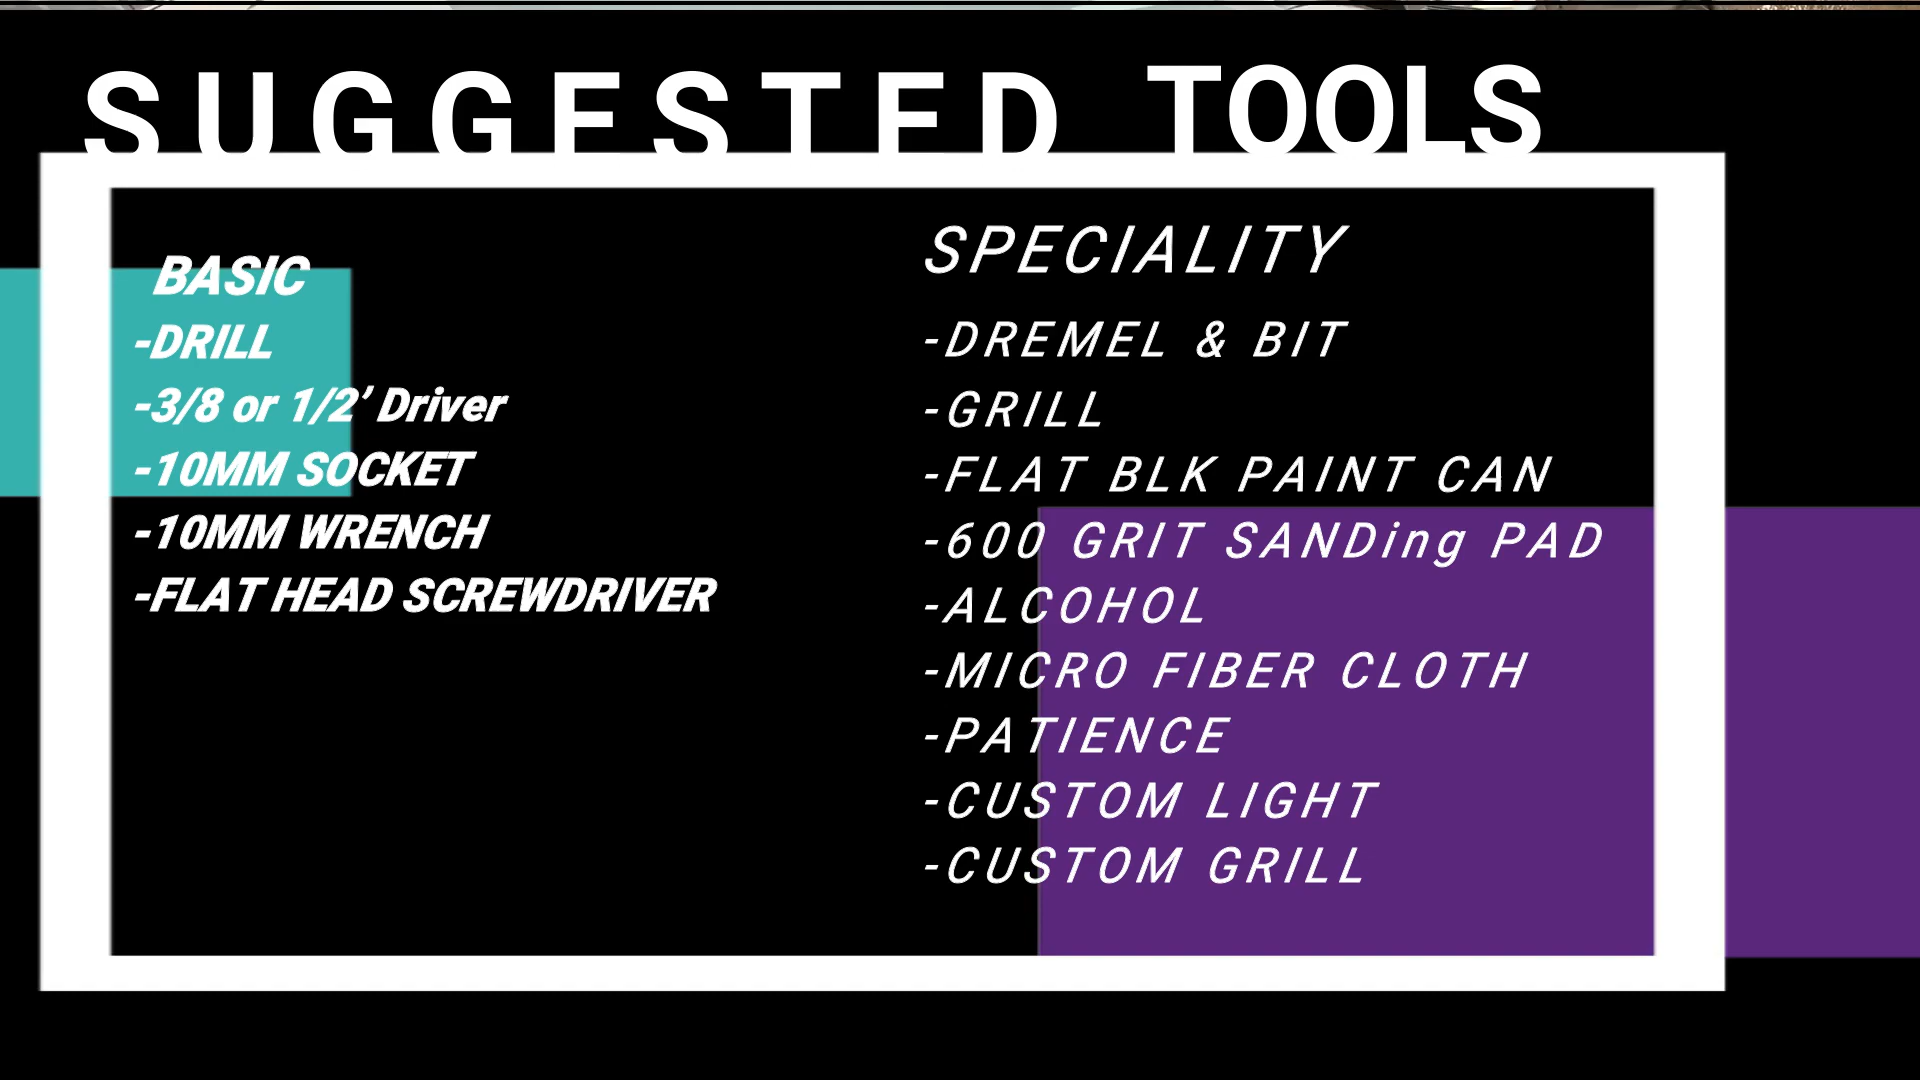 SUGGESTED TOOLS
BASIC
-DRILL
-3/8 or 1/2’ Driver
-10MM SOCKET
-10MM WRENCH
-FLAT HEAD SCREWDRIVER
SPECIALITY
-DREMEL & BIT
-GRILL
-FLAT BLK PAINT CAN
-600 GRIT SANDing PAD
-ALCOHOL
-MICRO FIBER CLOTH
-PATIENCE
-CUSTOM LIGHT
-CUSTOM GRILL